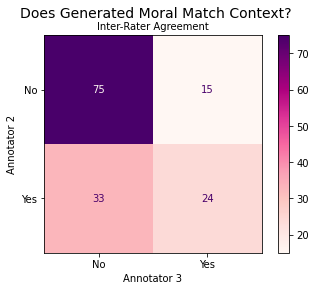 Does Generated Moral Match Context?
Inter-Rater Agreement
No
75
15
Yes
33
24
Annotator 2
No
Yes
Annotator 3
70
60
50
40
30
20